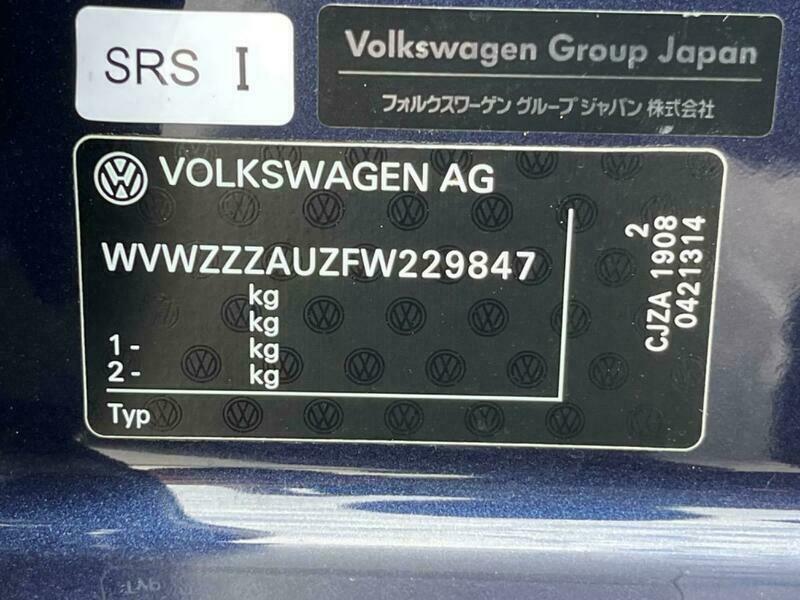 SRS I
Volkswagen Group Japan
フォルクスワーゲン グループ ジャパン 株式会社
VOLKSWAGEN AG
WVWZZZAUZFW229847
kg
kg
1- kg
2- kg
Typ
2
CJZA 1908
0421314